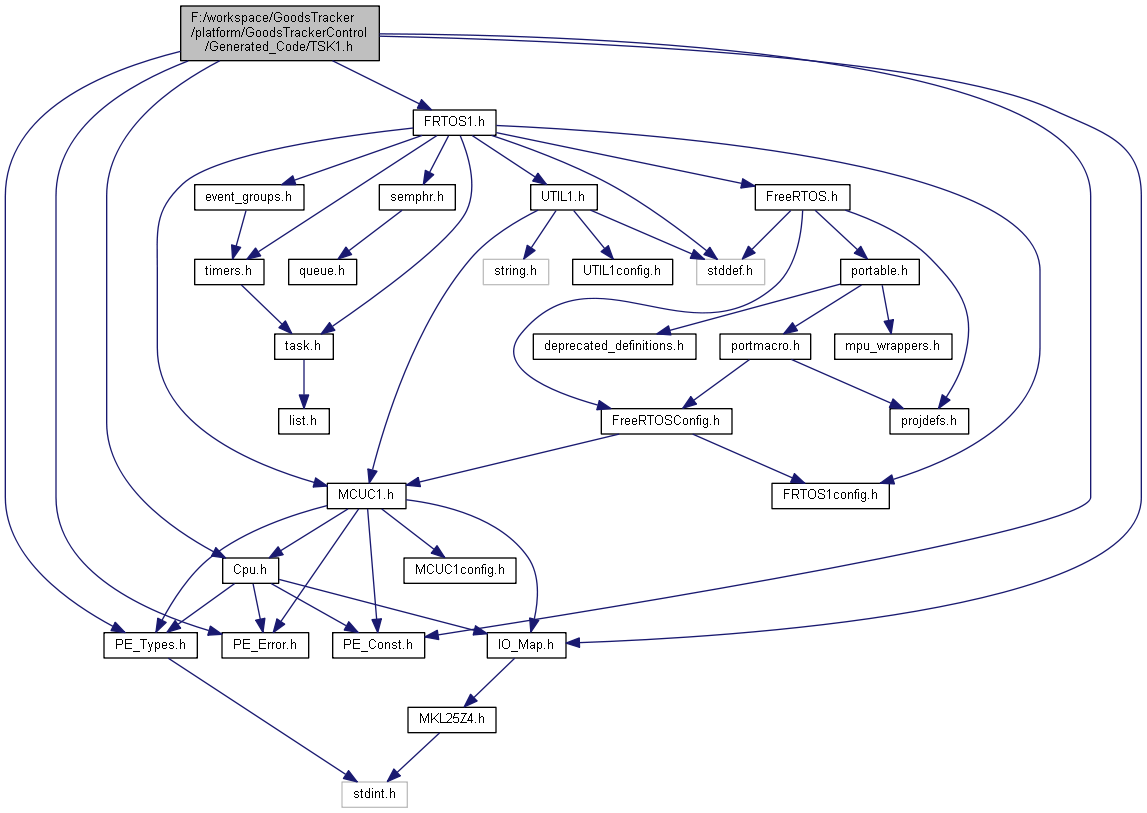 F:/workspace/GoodsTracker
/platform/GoodsTrackerControl
/Generated_Code/TSK1.h
FRTOS1.h
event_groups.h
semphr.h
UTIL1.h
FreeRTOS.h
timers.h
queue.h
string.h
UTIL1config.h
stddef.h
portable.h
task.h
deprecated_definitions.h
portmacro.h
mpu_wrappers.h
list.h
FreeRTOSConfig.h
projdefs.h
MCUC1.h
FRTOS1config.h
Cpu.h
MCUC1config.h
PE_Types.h
PE_Error.h
PE_Const.h
IO_Map.h
MKL25Z4.h
stdint.h